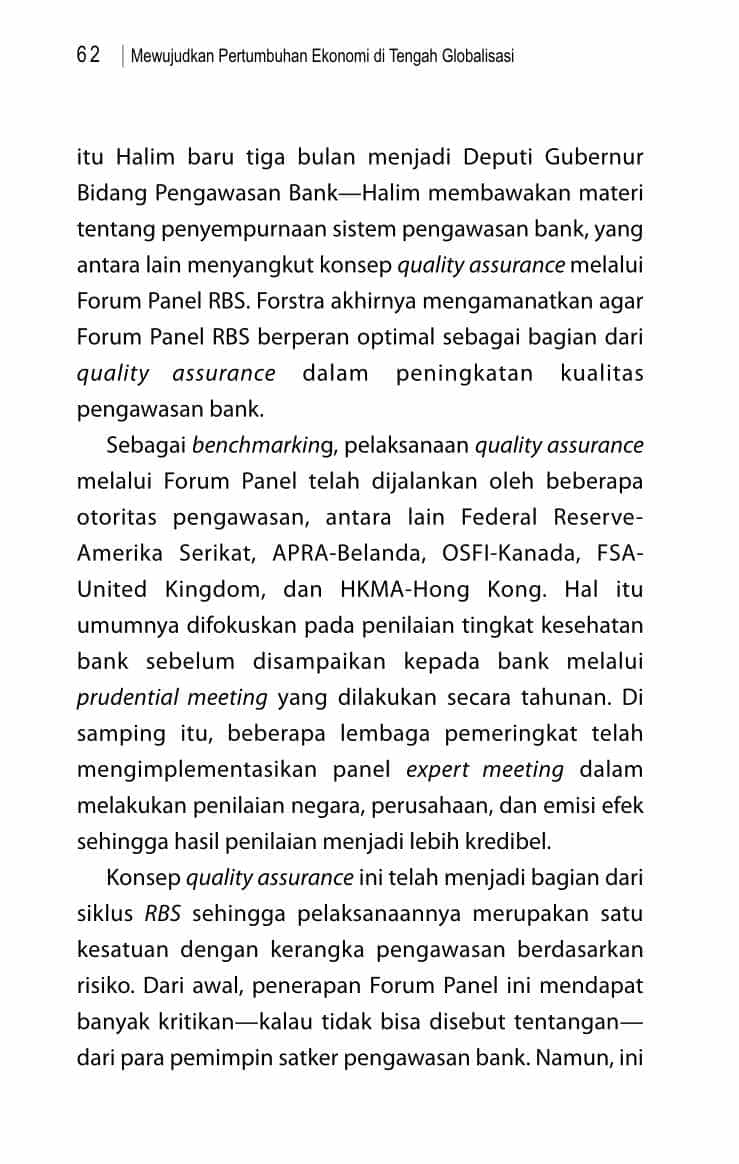 62 | Mewujudkan Pertumbuhan Ekonomi di Tengah Globalisasi
itu Halim baru tiga bulan menjadi Deputi Gubernur
Bidang Pengawasan Bank—Halim membawakan materi
tentang penyempurnaan sistem pengawasan bank, yang
antara lain menyangkut konsep quality assurance melalui
Forum Panel RBS. Forstra akhirnya mengamanatkan agar
Forum Panel RBS berperan optimal sebagai bagian dari
quality assurance dalam peningkatan kualitas
pengawasan bank.
Sebagai benchmarking, pelaksanaan quality assurance
melalui Forum Panel telah dijalankan oleh beberapa
otoritas pengawasan, antara lain Federal Reserve-
Amerika Serikat, APRA-Belanda, OSFI-Kanada, FSA-
United Kingdom, dan HKMA-Hong Kong. Hal itu
umumnya difokuskan pada penilaian tingkat kesehatan
bank sebelum disampaikan kepada bank melalui
prudential meeting yang dilakukan secara tahunan. Di
samping itu, beberapa lembaga pemeringkat telah
mengimplementasikan panel expert meeting dalam
melakukan penilaian negara, perusahaan, dan emisi efek
sehingga hasil penilaian menjadi lebih kredibel.
Konsep quality assurance ini telah menjadi bagian dari
siklus RBS sehingga pelaksanaannya merupakan satu
kesatuan dengan kerangka pengawasan berdasarkan
risiko. Dari awal, penerapan Forum Panel ini mendapat
banyak kritikan—kalau tidak bisa disebut tentangan—
dari para pemimpin satker pengawasan bank. Namun, ini